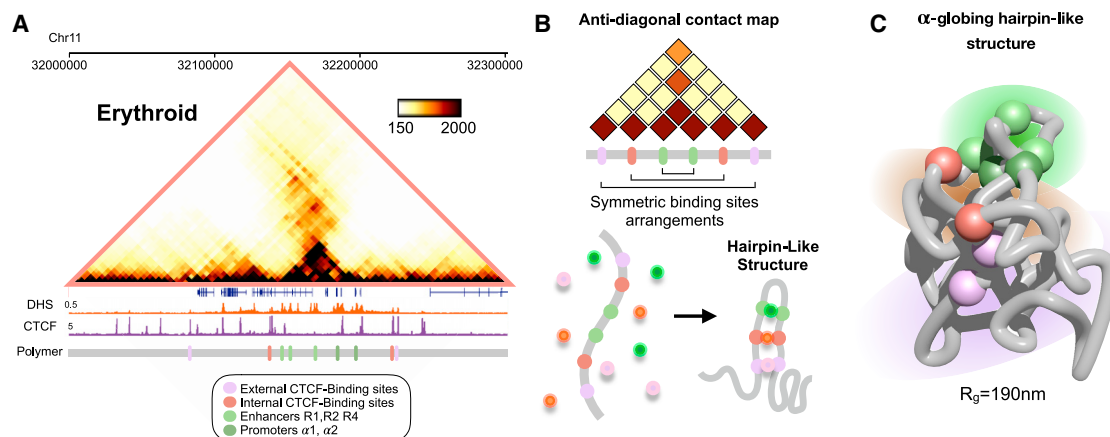 A
Chr11
32000000 32100000 32200000 32300000
Erythroid
150 2000
DHS 0.5
CTCF 5
Polymer
External CTCF-Binding sites
Internal CTCF-Binding sites
Enhancers R1,R2 R4
Promoters α1, α2
B
Anti-diagonal contact map
Symmetric binding sites
arrangements
Hairpin-Like
Structure
C
α-globing hairpin-like
structure
Rg=190nm